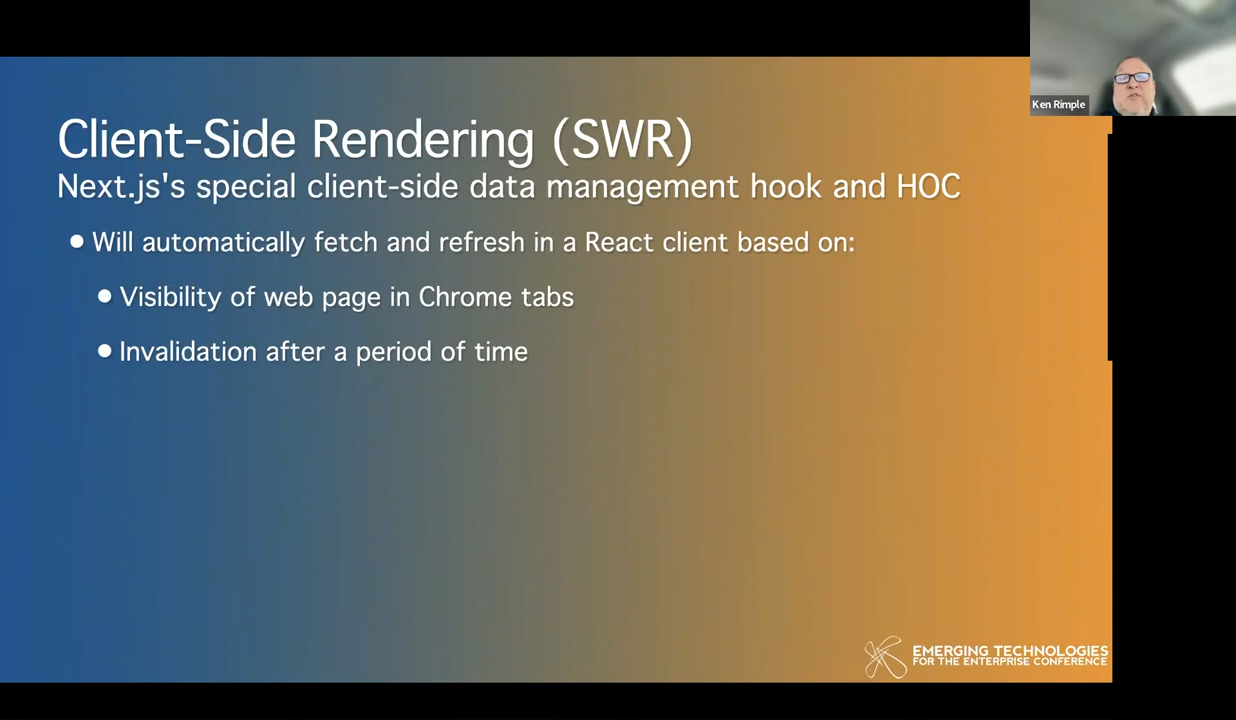 Ken Rimple
Client-Side Rendering (SWR)
Next.js's special client-side data management hook and HOC
● Will automatically fetch and refresh in a React client based on:
● Visibility of web page in Chrome tabs
● Invalidation after a period of time
EMERGING TECHNOLOGIES
FOR THE ENTERPRISE CONFERENCE